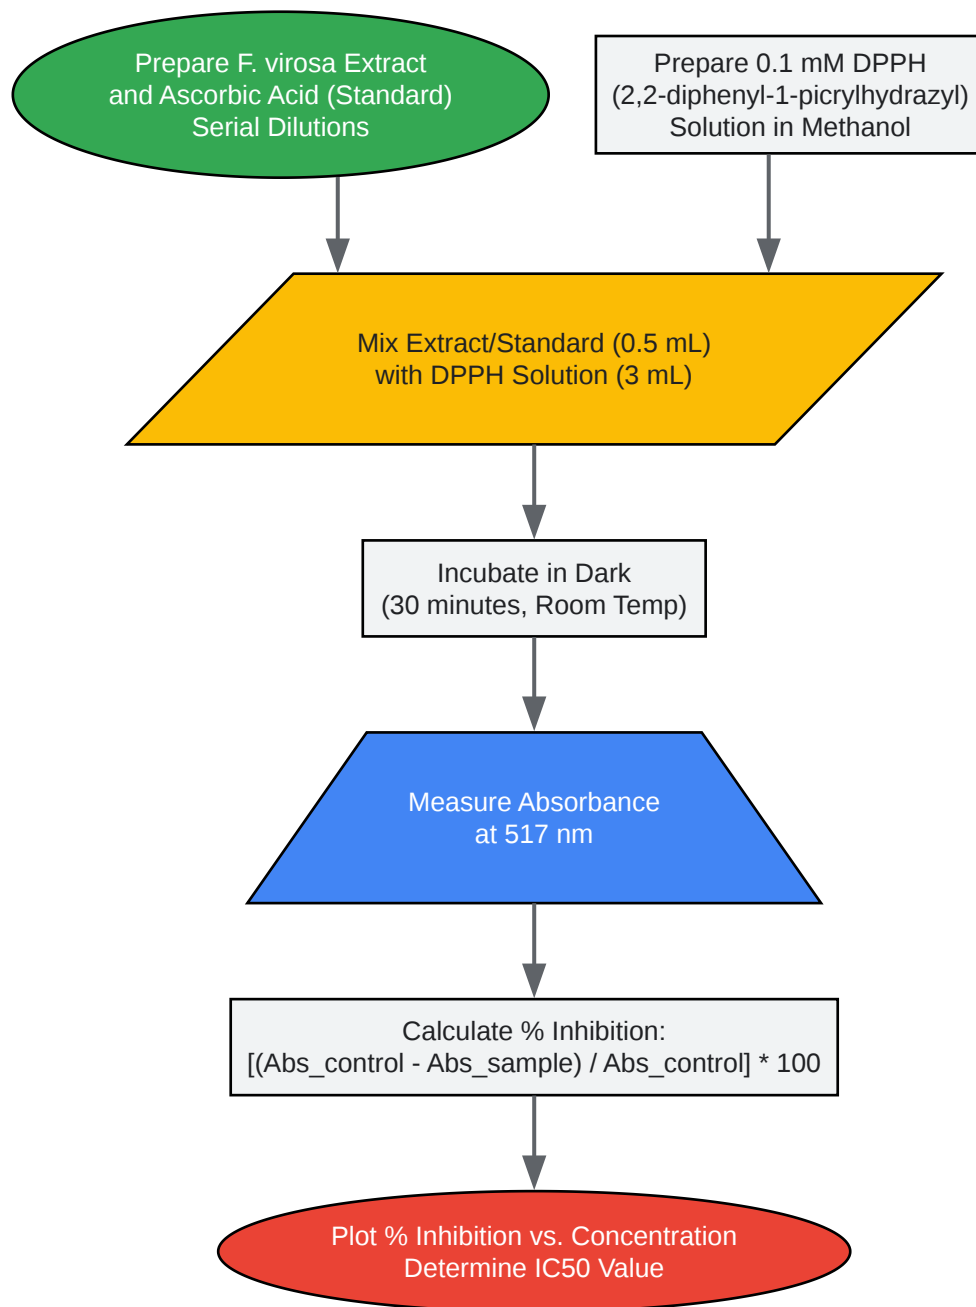 Prepare F. virosa Extract
and Ascorbic Acid (Standard)
Serial Dilutions
Prepare 0.1 mM DPPH
(2,2-diphenyl-1-picrylhydrazyl)
Solution in Methanol
Mix Extract/Standard (0.5 mL)
with DPPH Solution (3 mL)
Incubate in Dark
(30 minutes, Room Temp)
Measure Absorbance
at 517 nm
Calculate % Inhibition:
[(Abs_control - Abs_sample) / Abs_control] * 100
Plot % Inhibition vs. Concentration
Determine IC50 Value